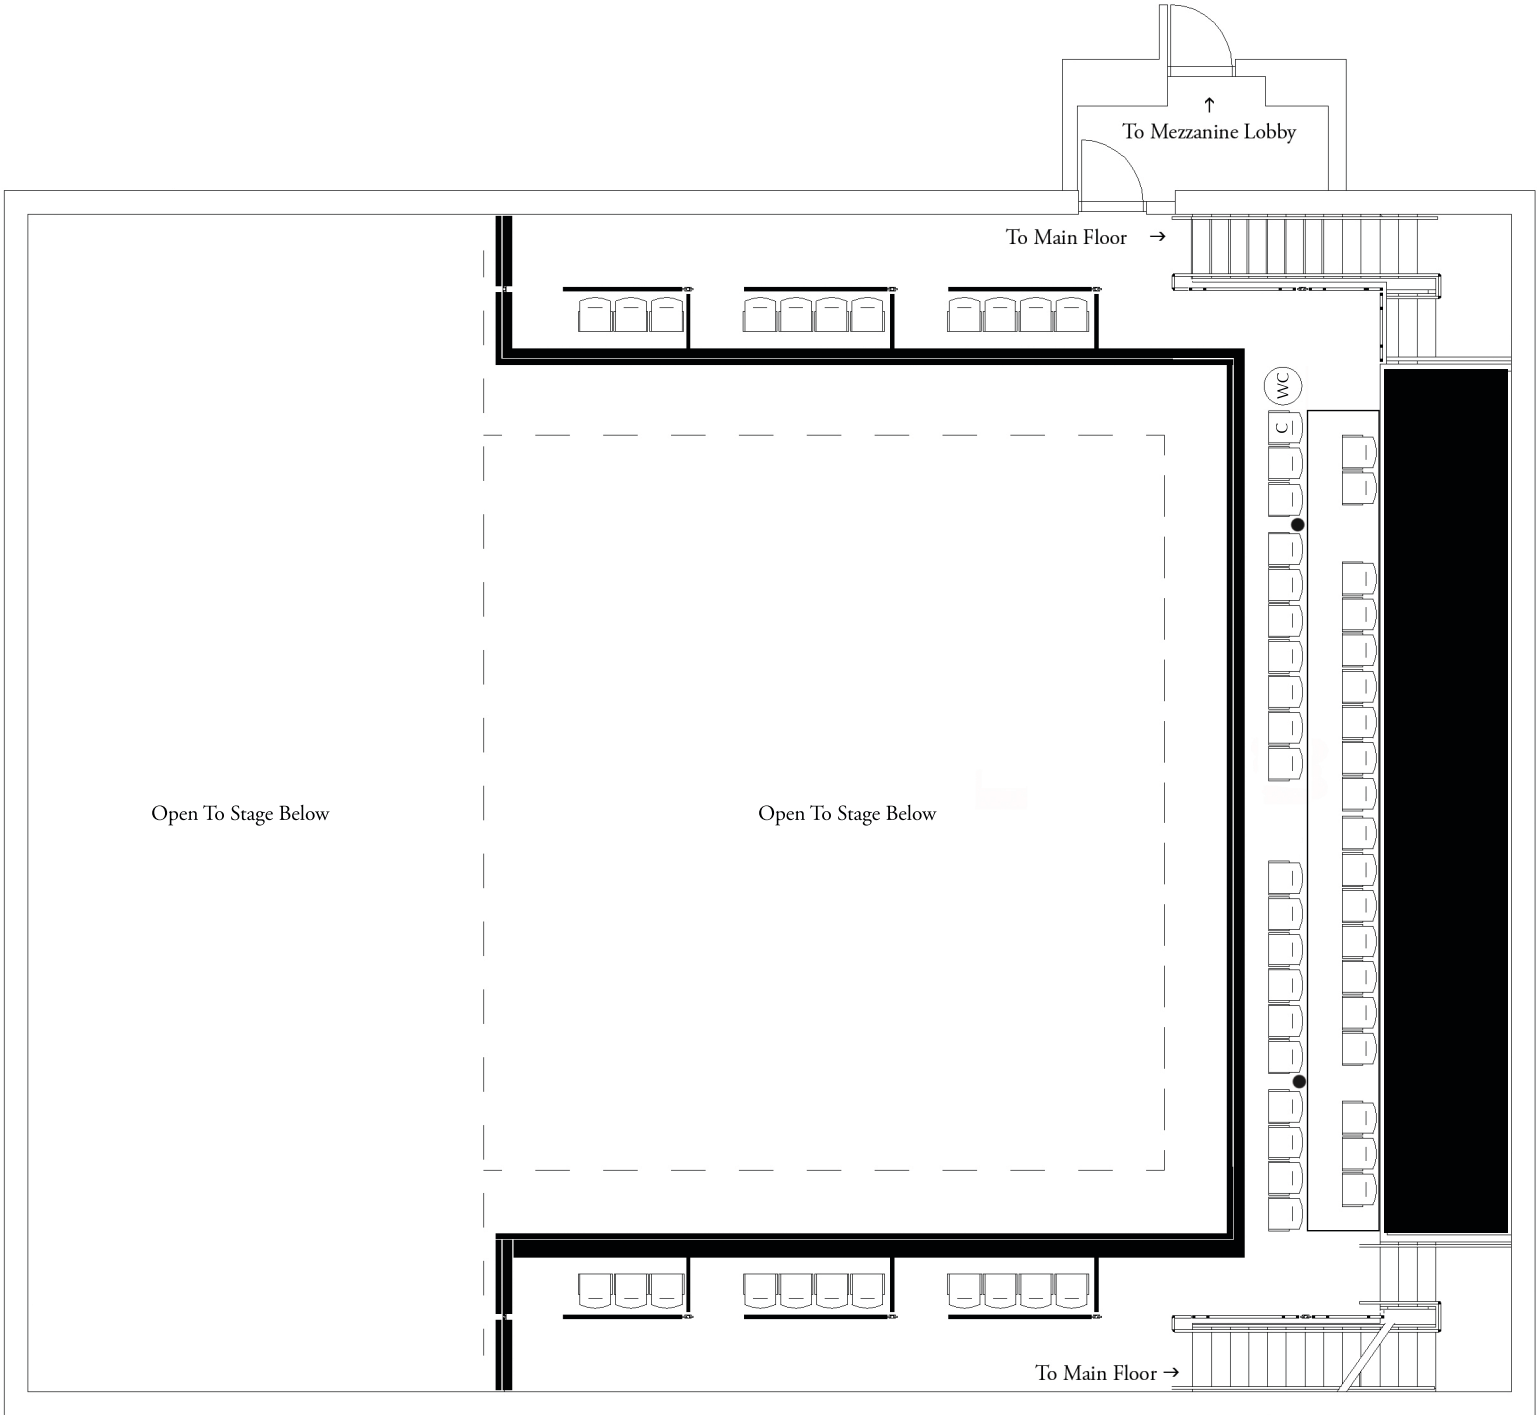 ↑
To Mezzanine Lobby
To Main Floor →
WC
C
Open To Stage Below
Open To Stage Below
To Main Floor →